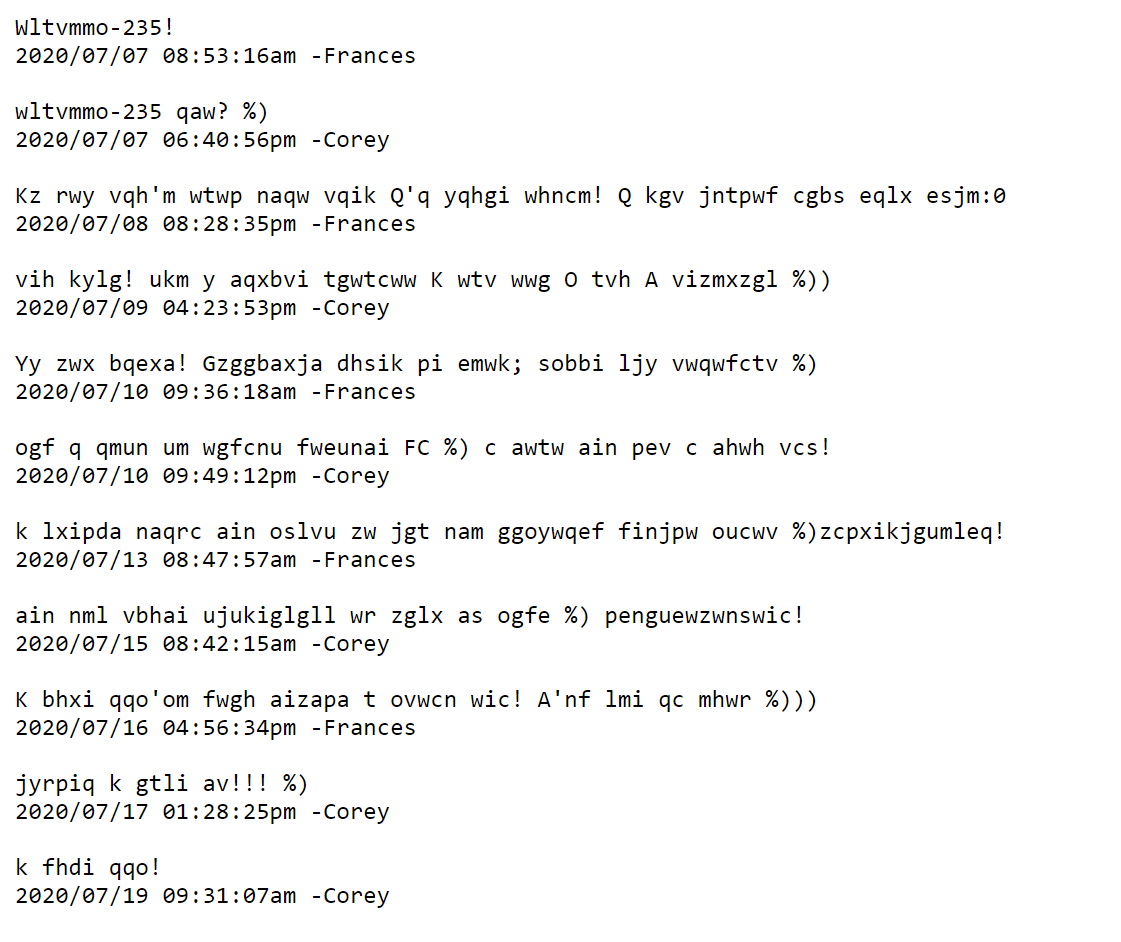 Wltvmmo-235!
2020/07/07 08:53:16am -Frances
wltvmmo-235 qaw? %)
2020/07/07 06:40:56pm -Corey
Kz rwy vqh'm wtwp naqw vqik Q'q yqhgi whncm! Q kgv jntpwf cgbs eqlx esjm:0
2020/07/08 08:28:35pm -Frances
vih kylg! ukm y aqxbvi tgwtcww K wtv wwg O tvh A vizmxzgl %))
2020/07/09 04:23:53pm -Corey
Yy zwx bqexa! Gzggbaxja dhsik pi emwk; sobbi ljy vwqwfctv %)
2020/07/10 09:36:18am -Frances
ogf q qmun um wgfcnu fweunai FC %) c awtw ain pev c ahwh vcs!
2020/07/10 09:49:12pm -Corey
k lxipda naqrc ain oslvu zw jgt nam ggoywqef finjpw oucwv %)zcpxikjgumleq!
2020/07/13 08:47:57am -Frances
ain nml vbhai ujukiglgll wr zglx as ogfe %) penguewzwnswic!
2020/07/15 08:42:15am -Corey
K bhxi qqo'om fwgh aizapa t ovwcn wic! A'nf lmi qc mhwr %)))
2020/07/16 04:56:34pm -Frances
jyrpiq k gtli av!!! %)
2020/07/17 01:28:25pm -Corey
k fhdi qqo!
2020/07/19 09:31:07am -Corey